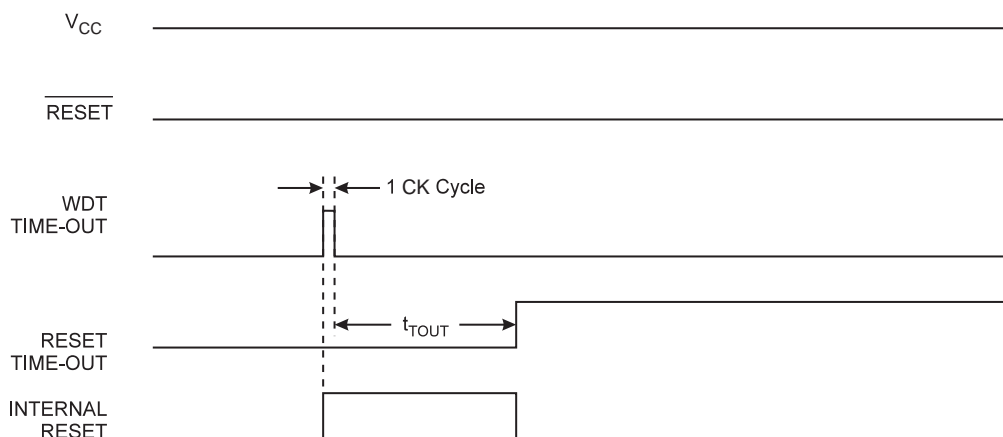 VCC
RESET
1 CK Cycle
WDT
TIME-OUT
tTOUT
RESET
TIME-OUT
INTERNAL
RESET